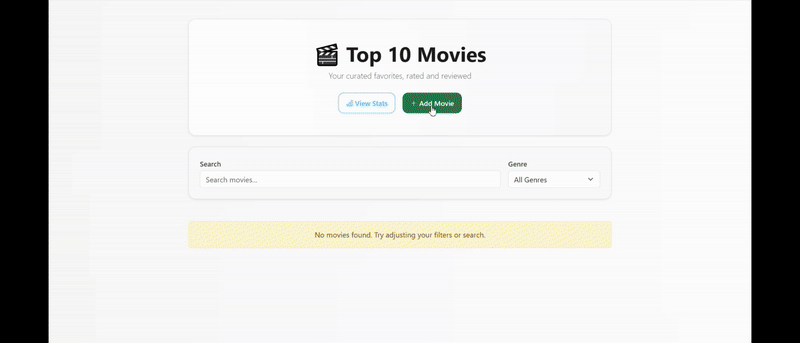 🎬 Top 10 Movies
Your curated favorites, rated and reviewed
View Stats
+ Add Movie
Search
Genre
Search movies...
All Genres
No movies found. Try adjusting your filters or search.